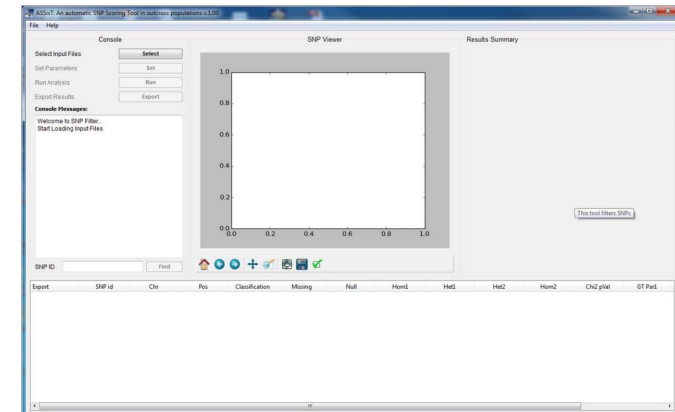 ASSIsT: An automatic SNP Scoring Tool in outcross populations v.1.00
File Help
Console
SNP Viewer
Results Summary
Select Input Files
Select
Set Parameters
Set
Run Analysis
Run
Export Results
Export
Console Messages:
Welcome to SNP Filter...
Start Loading Input Files
1.0
0.8
0.6
0.4
0.2
0.0
0.0 0.2 0.4 0.6 0.8 1.0
This tool filters SNPs
SNP ID
Find
Export SNP id Chr Pos Classification Missing Null Hom1 Het1 Het2 Hom2 Chi2 pVal GT Par1